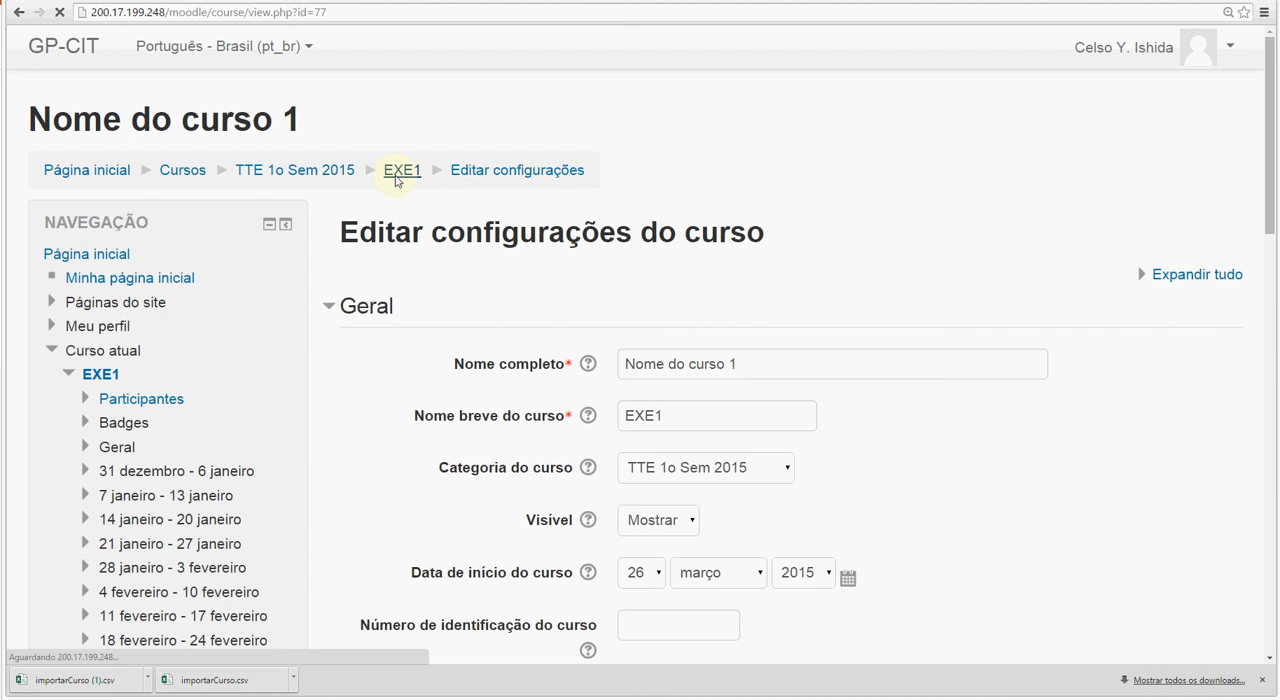 200.17.199.248/moodle/course/view.php?id=77
GP-CIT
Português - Brasil (pt_br)
Celso Y. Ishida
Nome do curso 1
Página inicial
Cursos
TTE 1o Sem 2015
EXE1
Editar configurações
NAVEGAÇÃO
Página inicial
Minha página inicial
Páginas do site
Meu perfil
Curso atual
EXE1
Participantes
Badges
Geral
31 dezembro - 6 janeiro
7 janeiro - 13 janeiro
14 janeiro - 20 janeiro
21 janeiro - 27 janeiro
28 janeiro - 3 fevereiro
4 fevereiro - 10 fevereiro
11 fevereiro - 17 fevereiro
18 fevereiro - 24 fevereiro
Editar configurações do curso
Expandir tudo
Geral
Nome completo* ? Nome do curso 1
Nome breve do curso* ? EXE1
Categoria do curso ? TTE 1o Sem 2015
Visível ? Mostrar
Data de início do curso ? 26 março 2015
Número de identificação do curso
?
Aguardando 200.17.199.248...
importarCurso (1).csv
importarCurso.csv
Mostrar todos os downloads...